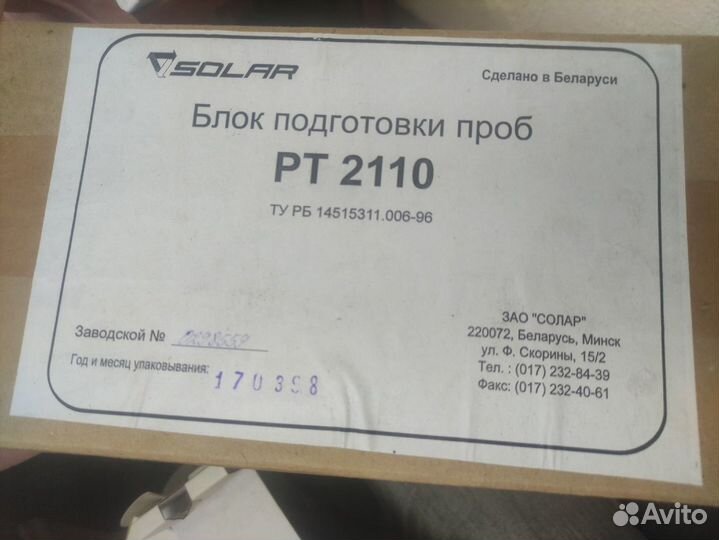 SOLAR
Сделано в Беларуси
Блок подготовки проб
РТ 2110
ТУ РБ 14515311.006-96
Заводской №
Год и месяц упаковывания:
170398
ЗАО "СОЛАР"
220072, Беларусь, Минск
ул. Ф. Скорины, 15/2
Тел. : (017) 232-84-39
Факс: (017) 232-40-61
Avito